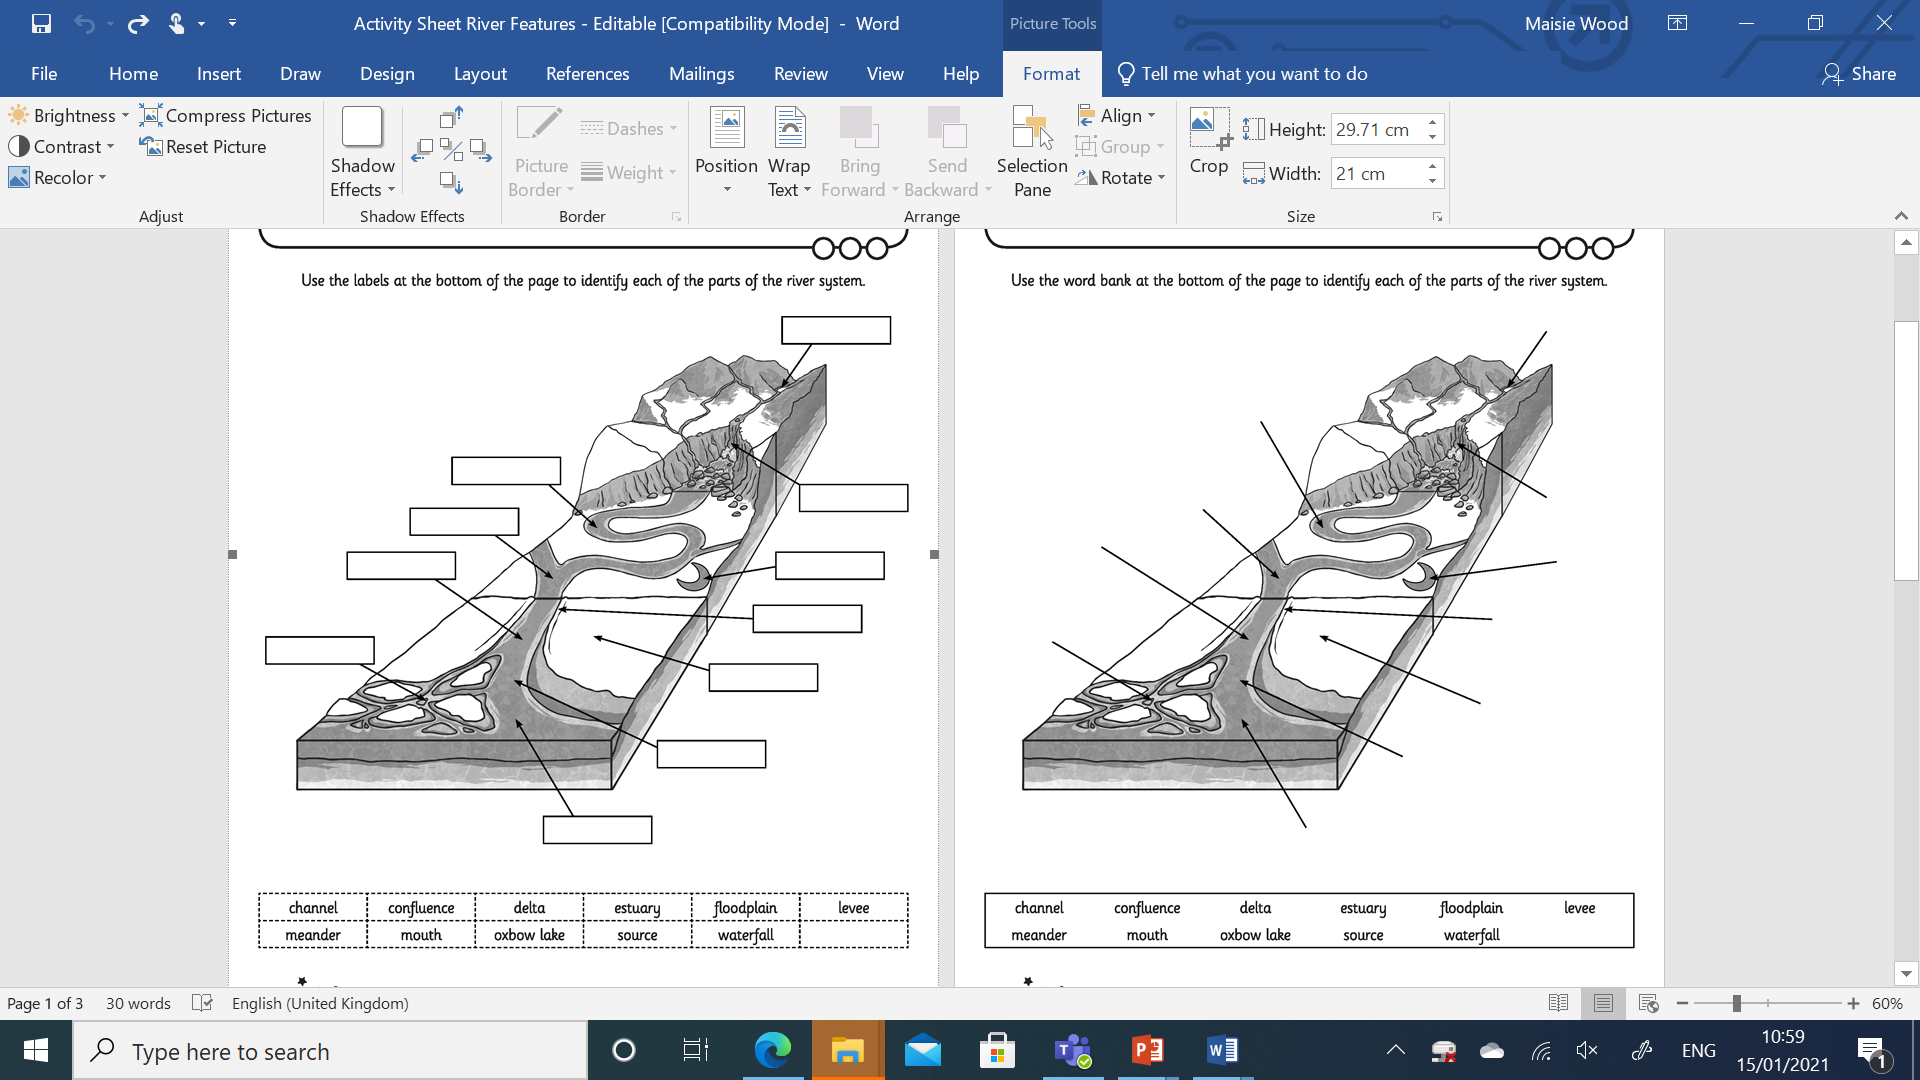 Activity Sheet River Features - Editable [Compatibility Mode] - Word
Picture Tools
Maisie Wood
File Home Insert Draw Design Layout References Mailings Review View Help Format Tell me what you want to do Share
Brightness
Compress Pictures
Contrast
Reset Picture
Recolor
Adjust
Shadow Effects
Shadow Effects
Picture Border
Dashes
Weight
Border
Position
Wrap Text
Bring Forward
Send Backward
Selection Pane
Align
Group
Rotate
Arrange
Crop
Height: 29.71 cm
Width: 21 cm
Size
Use the labels at the bottom of the page to identify each of the parts of the river system.
channel confluence delta estuary floodplain levee
meander mouth oxbow lake source waterfall
Use the word bank at the bottom of the page to identify each of the parts of the river system.
channel confluence delta estuary floodplain levee
meander mouth oxbow lake source waterfall
Page 1 of 3 30 words English (United Kingdom) 60%
Type here to search
ENG
10:59
15/01/2021
1